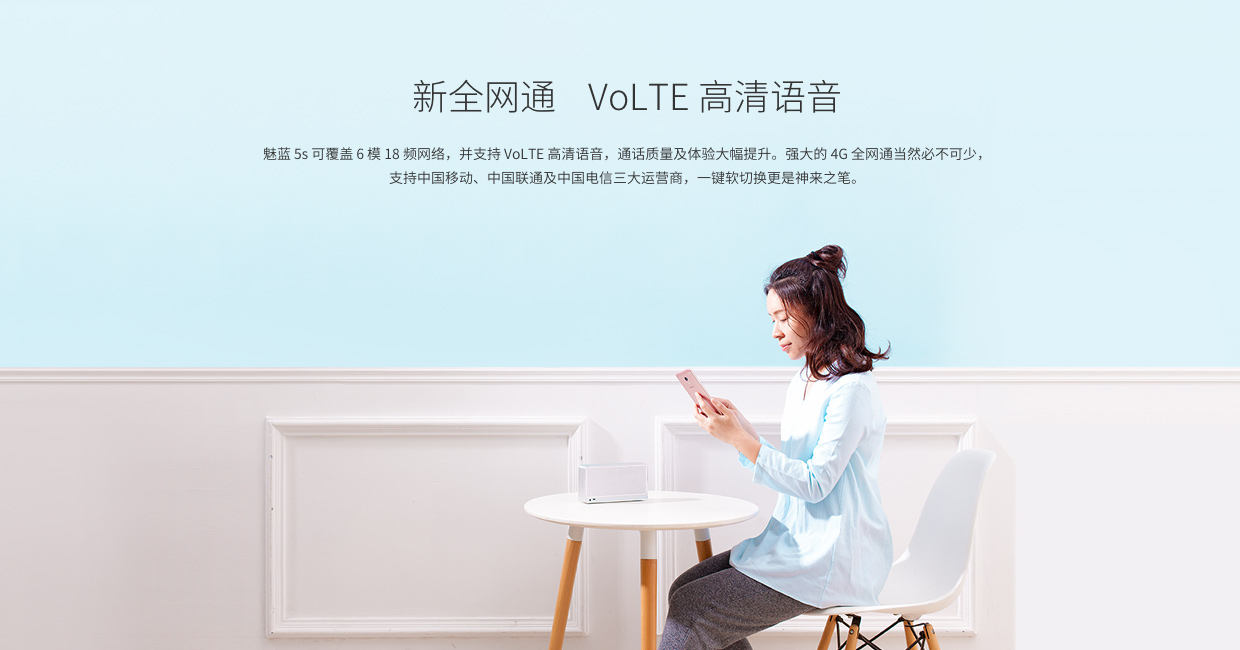 新全网通 VoLTE 高清语音
魅蓝 5s 可覆盖 6 模 18 频网络，并支持 VoLTE 高清语音，通话质量及体验大幅提升。强大的 4G 全网通当然必不可少，
支持中国移动、中国联通及中国电信三大运营商，一键软切换更是神来之笔。